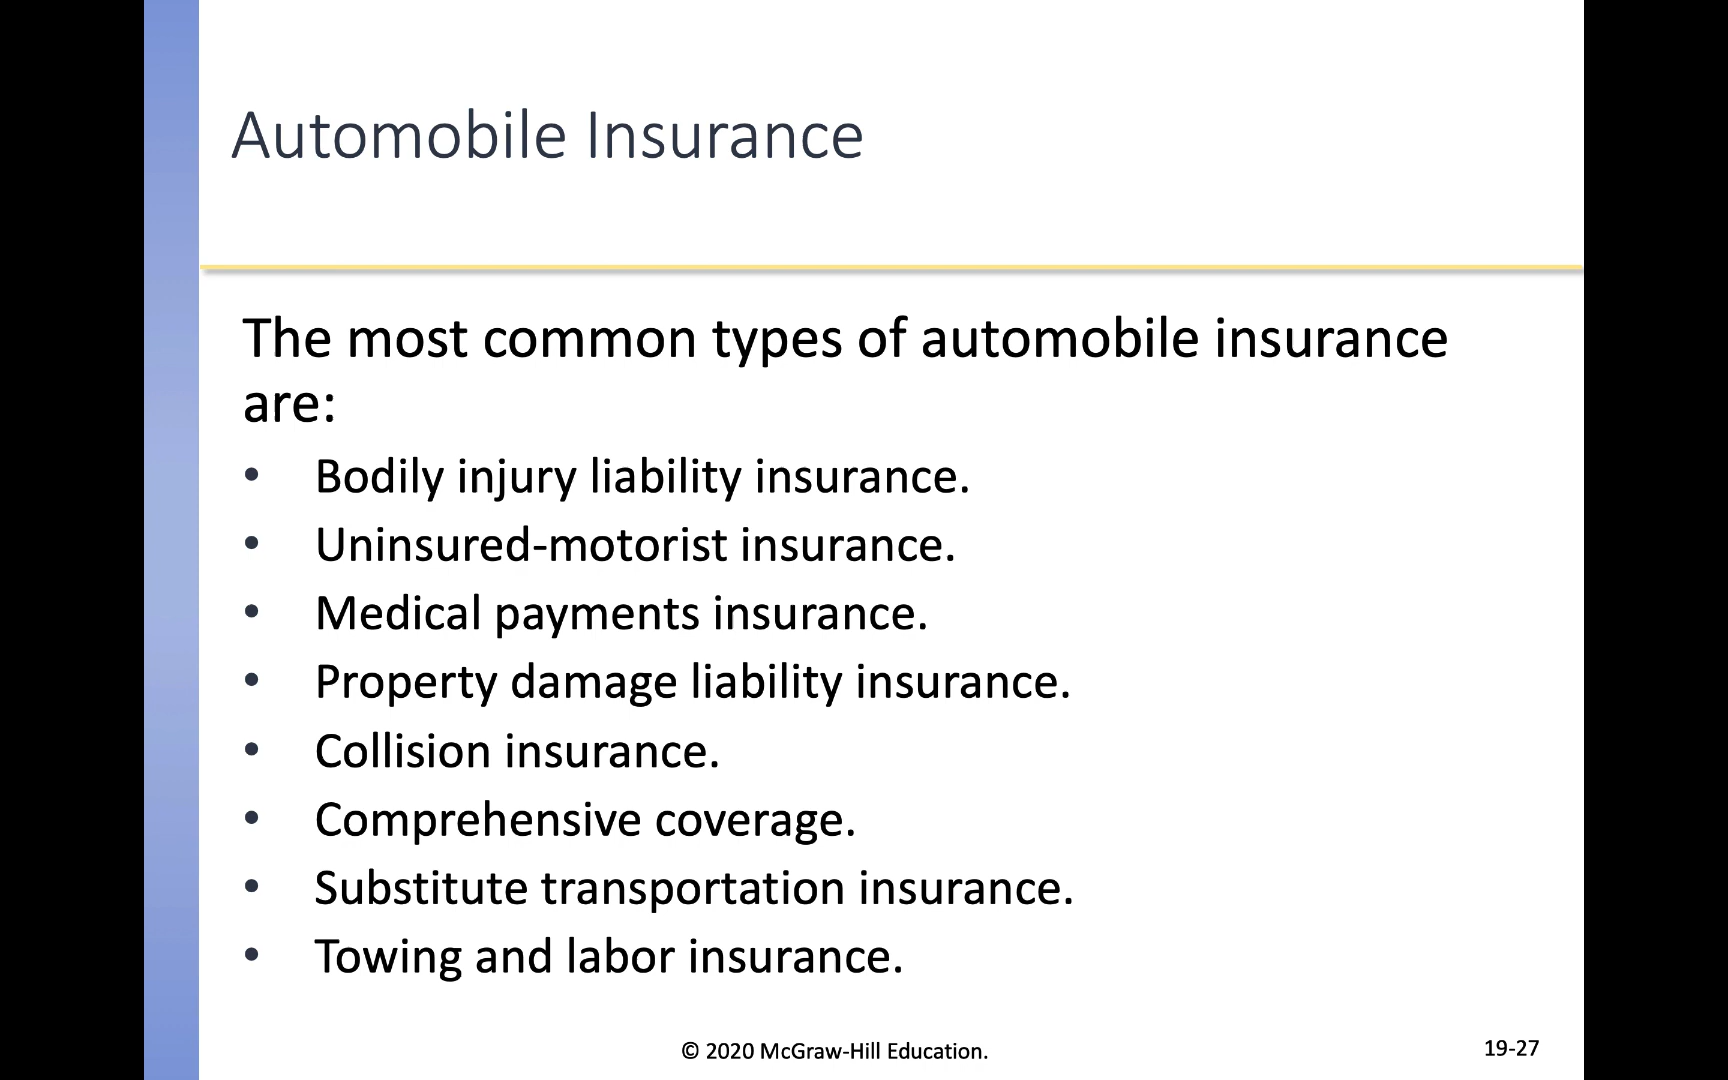 Automobile Insurance
The most common types of automobile insurance
are:
• Bodily injury liability insurance.
• Uninsured-motorist insurance.
• Medical payments insurance.
• Property damage liability insurance.
• Collision insurance.
• Comprehensive coverage.
• Substitute transportation insurance.
• Towing and labor insurance.
© 2020 McGraw-Hill Education.
19-27